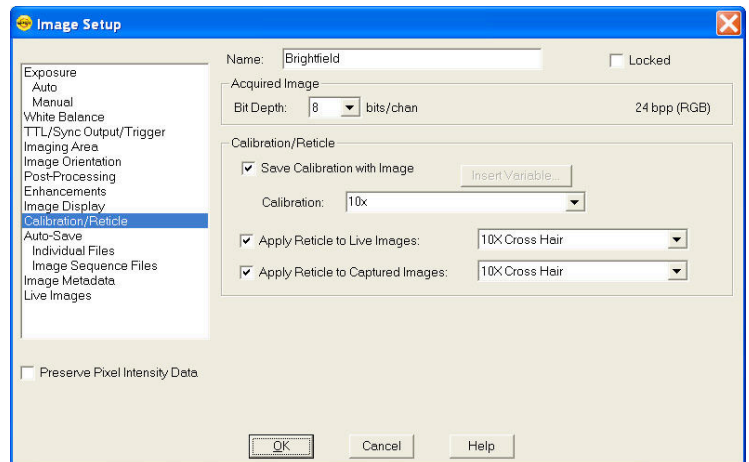 Image Setup
Name: Brightfield
Locked
Exposure
Auto
Manual
White Balance
TTL/Sync Output/Trigger
Imaging Area
Image Orientation
Post-Processing
Enhancements
Image Display
Calibration/Reticle
Auto-Save
Individual Files
Image Sequence Files
Image Metadata
Live Images
Preserve Pixel Intensity Data
Acquired Image
Bit Depth: 8 bits/chan 24 bpp (RGB)
Calibration/Reticle
Save Calibration with Image Insert Variable...
Calibration: 10x
Apply Reticle to Live Images: 10X Cross Hair
Apply Reticle to Captured Images: 10X Cross Hair
OK Cancel Help